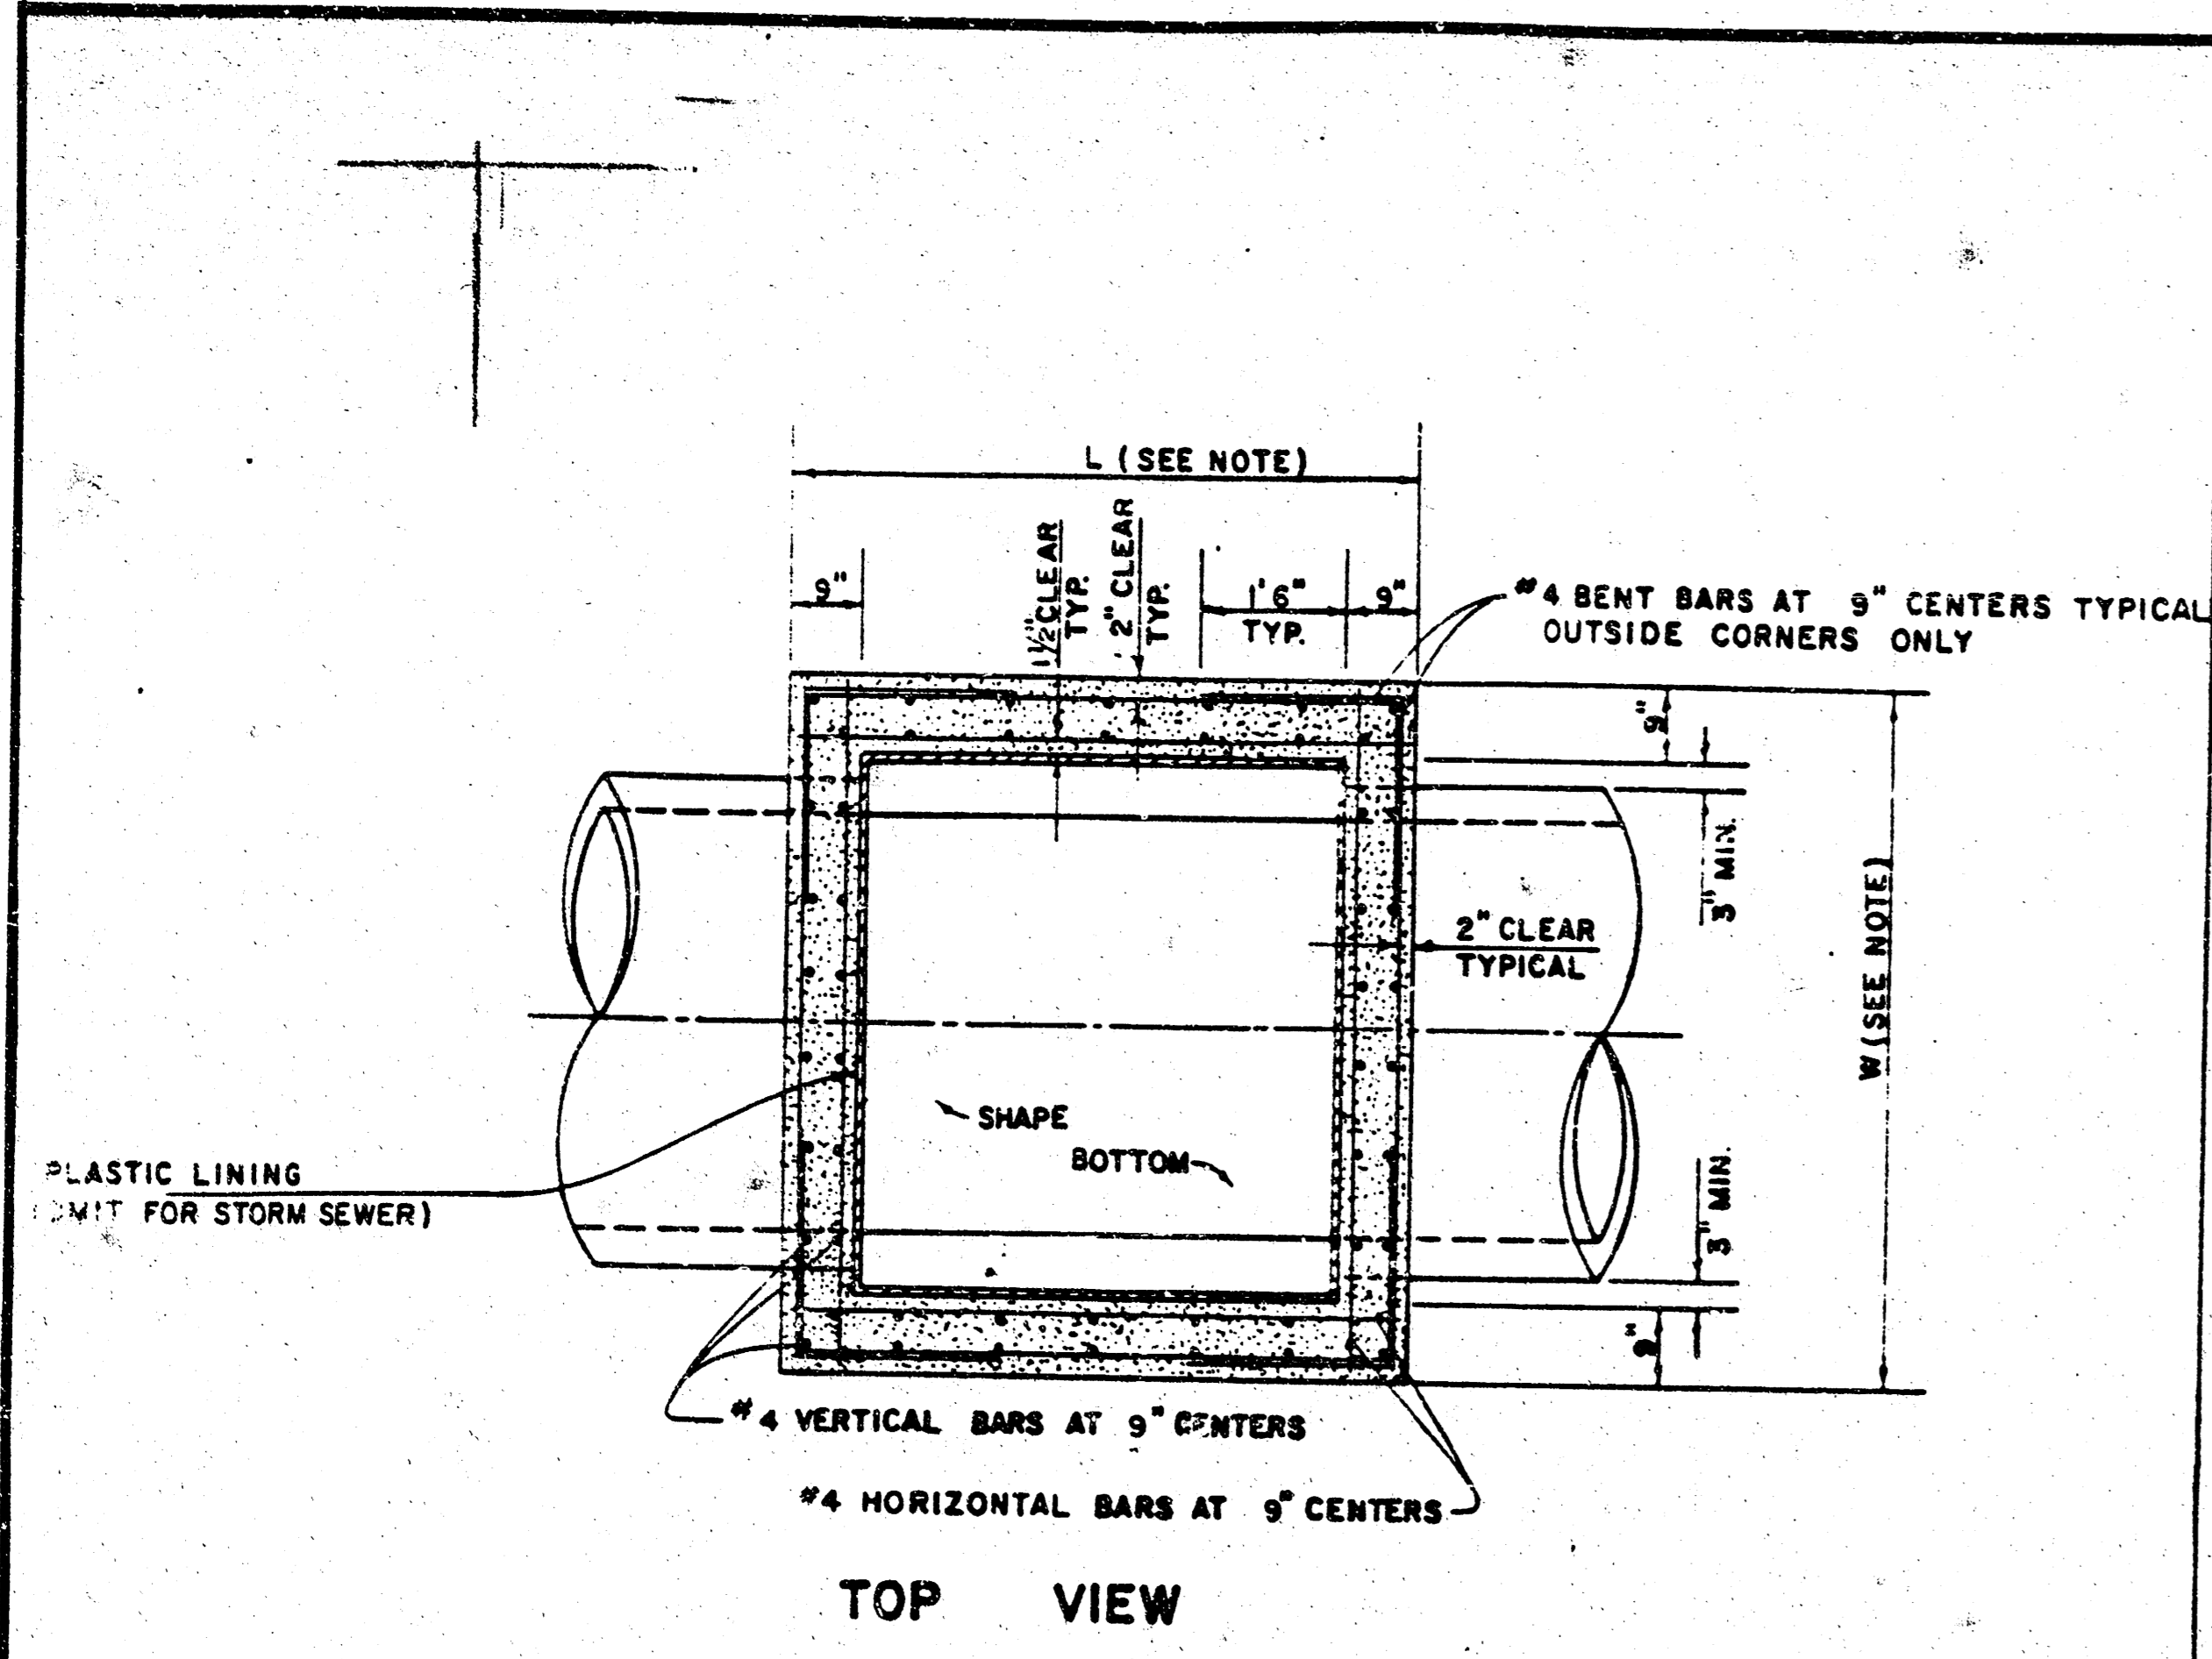 L (SEE NOTE)
1½" CLEAR
TYP.
2" CLEAR
TYP.
9"
1'6"
TYP.
9"
#4 BENT BARS AT 9" CENTERS TYPICAL
OUTSIDE CORNERS ONLY
9"
3" MIN.
W (SEE NOTE)
2" CLEAR
TYPICAL
SHAPE
BOTTOM
PLASTIC LINING
(OMIT FOR STORM SEWER)
3" MIN.
9"
#4 VERTICAL BARS AT 9" CENTERS
#4 HORIZONTAL BARS AT 9" CENTERS
TOP VIEW